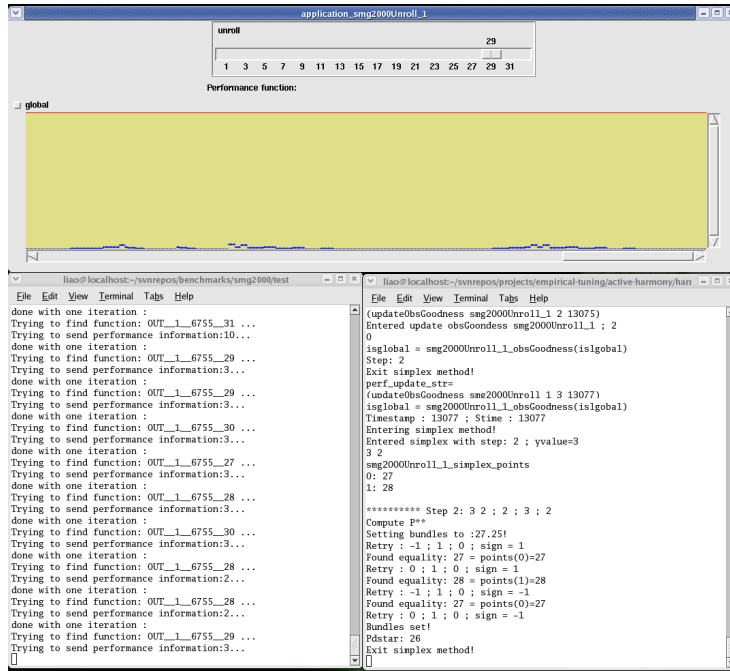 application_smg2000Unroll_1
unroll
29
1 3 5 7 9 11 13 15 17 19 21 23 25 27 29 31
Performance function:
global
liao@localhost:~/svnrepos/benchmarks/smg2000/test
File Edit View Terminal Tabs Help
done with one iteration :
Trying to find function: OUT__1__6755__31 ...
Trying to send performance information:10...
done with one iteration :
Trying to find function: OUT__1__6755__29 ...
Trying to send performance information:3...
done with one iteration :
Trying to find function: OUT__1__6755__29 ...
Trying to send performance information:3...
done with one iteration :
Trying to find function: OUT__1__6755__30 ...
Trying to send performance information:3...
done with one iteration :
Trying to find function: OUT__1__6755__27 ...
Trying to send performance information:3...
done with one iteration :
Trying to find function: OUT__1__6755__28 ...
Trying to send performance information:3...
done with one iteration :
Trying to find function: OUT__1__6755__30 ...
Trying to send performance information:3...
done with one iteration :
Trying to find function: OUT__1__6755__28 ...
Trying to send performance information:2...
done with one iteration :
Trying to find function: OUT__1__6755__28 ...
Trying to send performance information:2...
done with one iteration :
Trying to find function: OUT__1__6755__29 ...
Trying to send performance information:3...
liao@localhost:~/svnrepos/projects/empirical-tuning/active-harmony/harr
File Edit View Terminal Tabs Help
(updateObsGoodness smg2000Unroll_1 2 13075)
Entered update obsGoondess smg2000Unroll_1 ; 2
0
isglobal = smg2000Unroll_1_obsGoodness(islgobal)
Step: 2
Exit simplex method!
perf_update_str=
(updateObsGoodness smg2000Unroll 1 3 13077)
isglobal = smg2000Unroll_1_obsGoodness(islgobal)
Timestamp : 13077 ; Stime : 13077
Entering simplex method!
Entered simplex with step: 2 ; yvalue=3
3 2
smg2000Unroll_1_simplex_points
0: 27
1: 28
********** Step 2: 3 2 ; 2 ; 3 ; 2
Compute P**
Setting bundles to :27.25!
Retry : -1 ; 1 ; 0 ; sign = 1
Found equality: 27 = points(0)=27
Retry : 0 ; 1 ; 0 ; sign = 1
Found equality: 28 = points(1)=28
Retry : -1 ; 1 ; 0 ; sign = -1
Found equality: 27 = points(0)=27
Retry : 0 ; 1 ; 0 ; sign = -1
Bundles set!
Pdstar: 26
Exit simplex method!